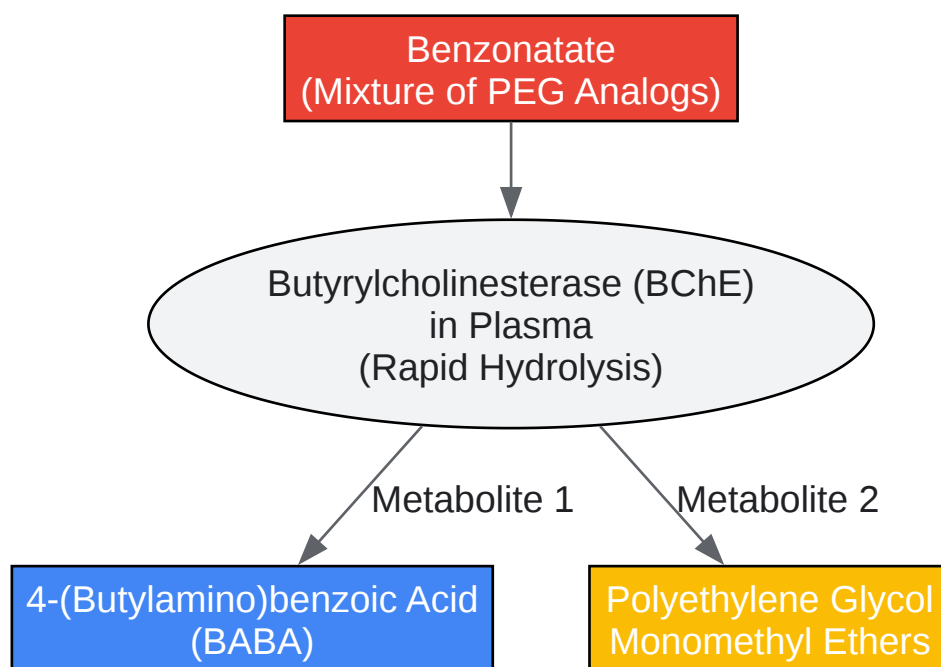 Benzonatate
(Mixture of PEG Analogs)
Butyrylcholinesterase (BChE)
in Plasma
(Rapid Hydrolysis)
Metabolite 1
Metabolite 2
4-(Butylamino)benzoic Acid
(BABA)
Polyethylene Glycol
Monomethyl Ethers